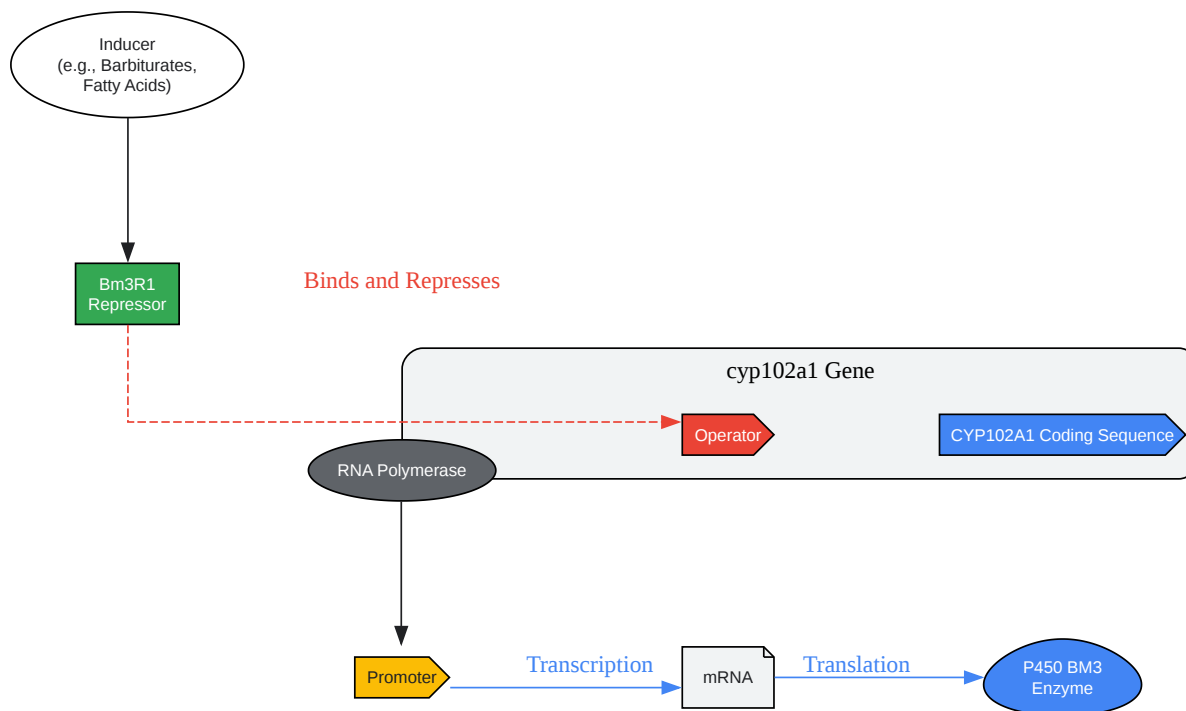 Inducer
(e.g., Barbiturates,
Fatty Acids)
Bm3R1
Repressor
Binds and Represses
cyp102a1 Gene
Operator
CYP102A1 Coding Sequence
RNA Polymerase
Promoter
Transcription
mRNA
Translation
P450 BM3
Enzyme